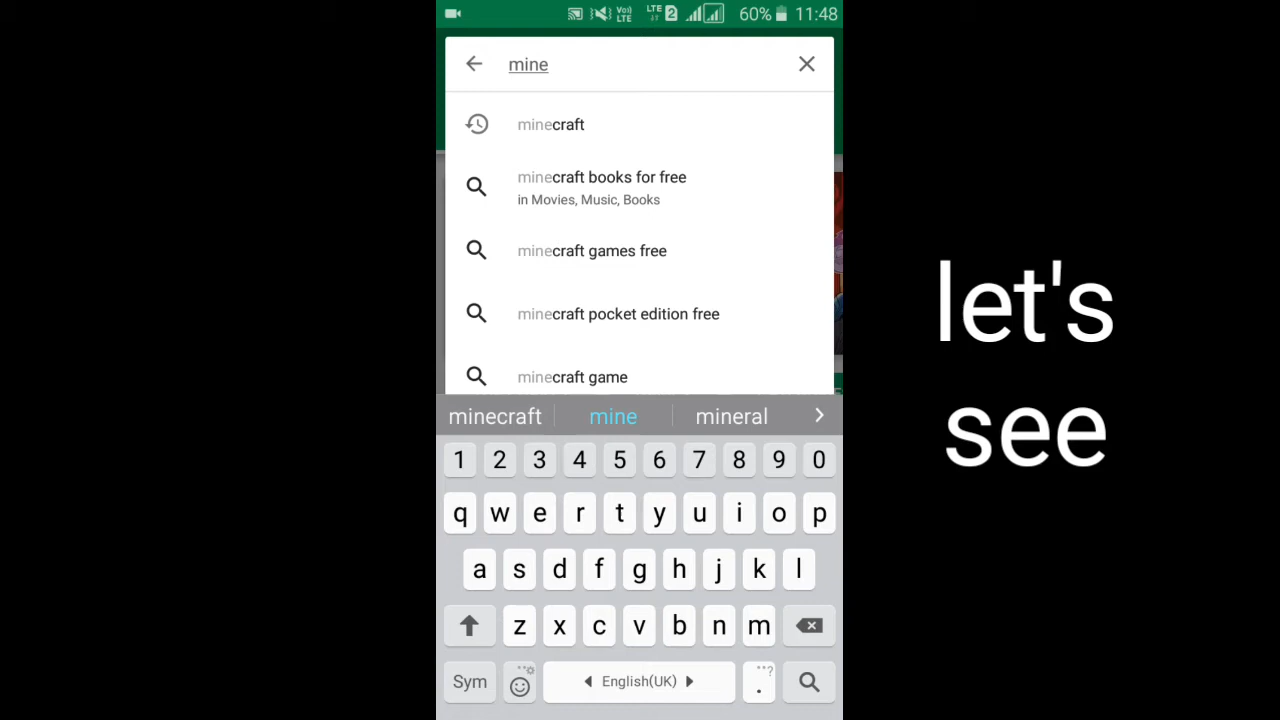 VoLTE LTE 2 60% 11:48
mine
minecraft
minecraft books for free
in Movies, Music, Books
minecraft games free
minecraft pocket edition free
minecraft game
minecraft mine mineral
1 2 3 4 5 6 7 8 9 0
q w e r t y u i o p
a s d f g h j k l
z x c v b n m
Sym English(UK) . ?
let's
see